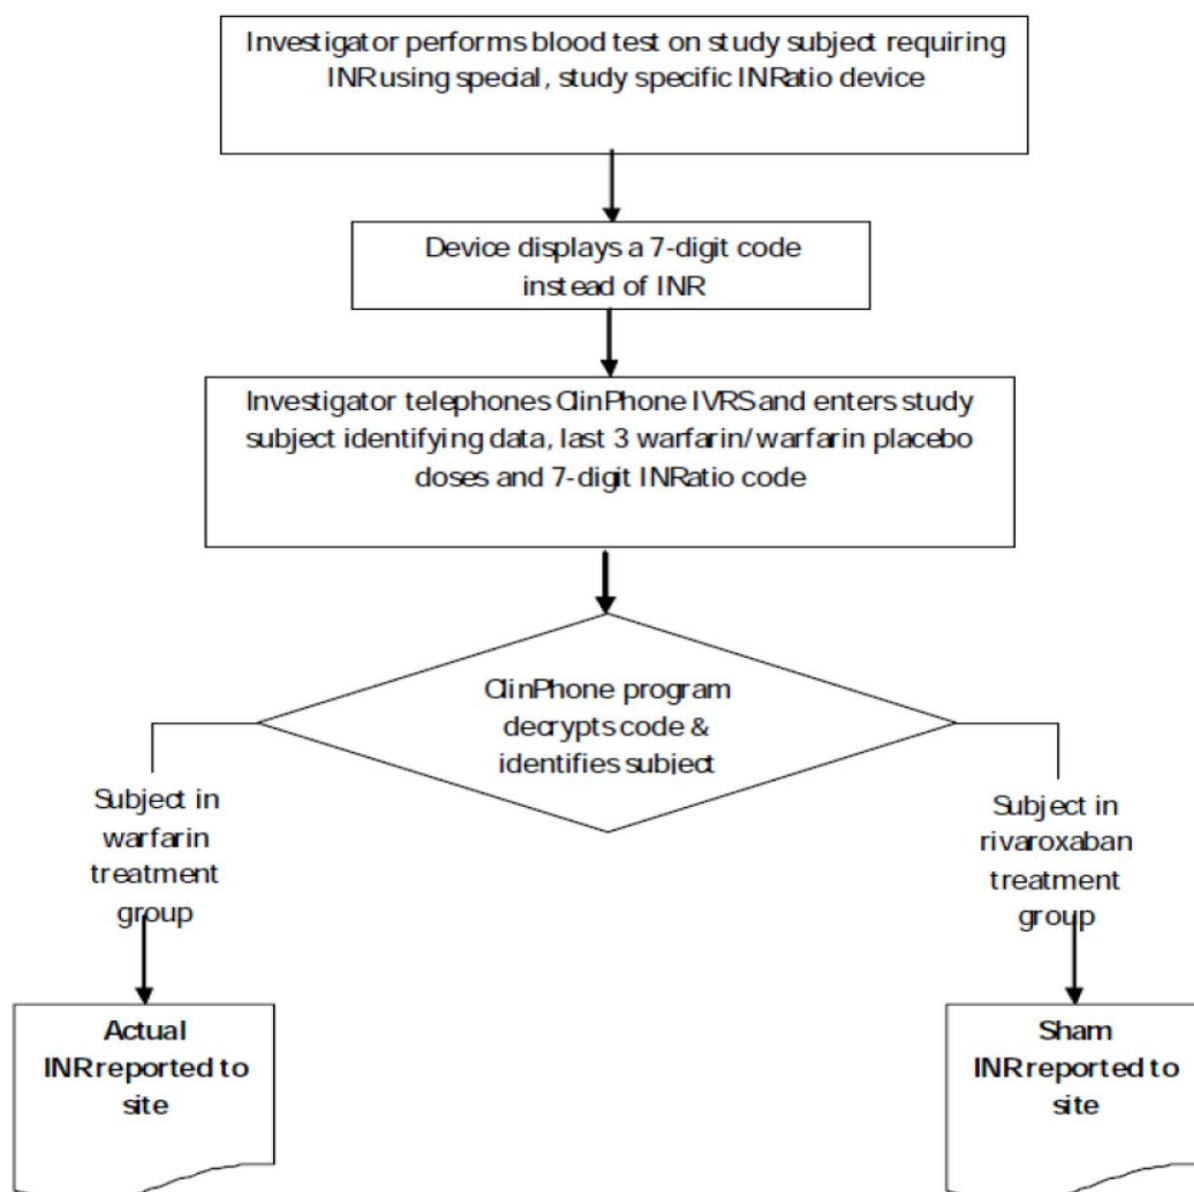 Investigator performs blood test on study subject requiring
INR using special, study specific INRatio device
Device displays a 7-digit code
instead of INR
Investigator telephones ClinPhone IVRS and enters study
subject identifying data, last 3 warfarin/warfarin placebo
doses and 7-digit INRatio code
ClinPhone program
decrypts code &
identifies subject
Subject in
warfarin
treatment
group
Subject in
rivaroxaban
treatment
group
Actual
INR reported to
site
Sham
INR reported to
site